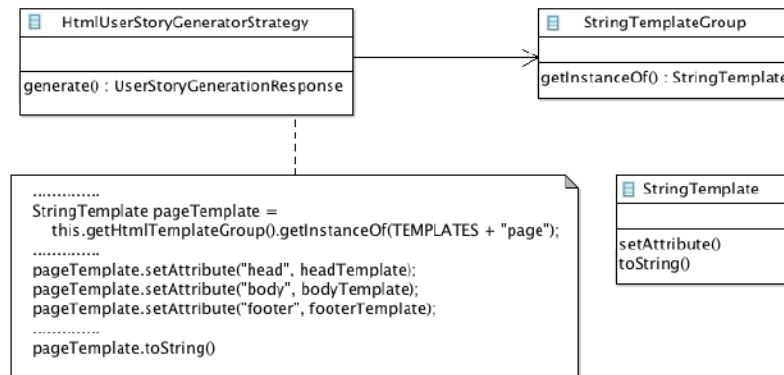 HtmlUserStoryGeneratorStrategy
generate() : UserStoryGenerationResponse
StringTemplateGroup
getInstanceOf() : StringTemplate
..............
StringTemplate pageTemplate =
this.getHtmlTemplateGroup().getInstanceOf(TEMPLATES + "page");
..............
pageTemplate.setAttribute("head", headTemplate);
pageTemplate.setAttribute("body", bodyTemplate);
pageTemplate.setAttribute("footer", footerTemplate);
..............
pageTemplate.toString()
StringTemplate
setAttribute()
toString()